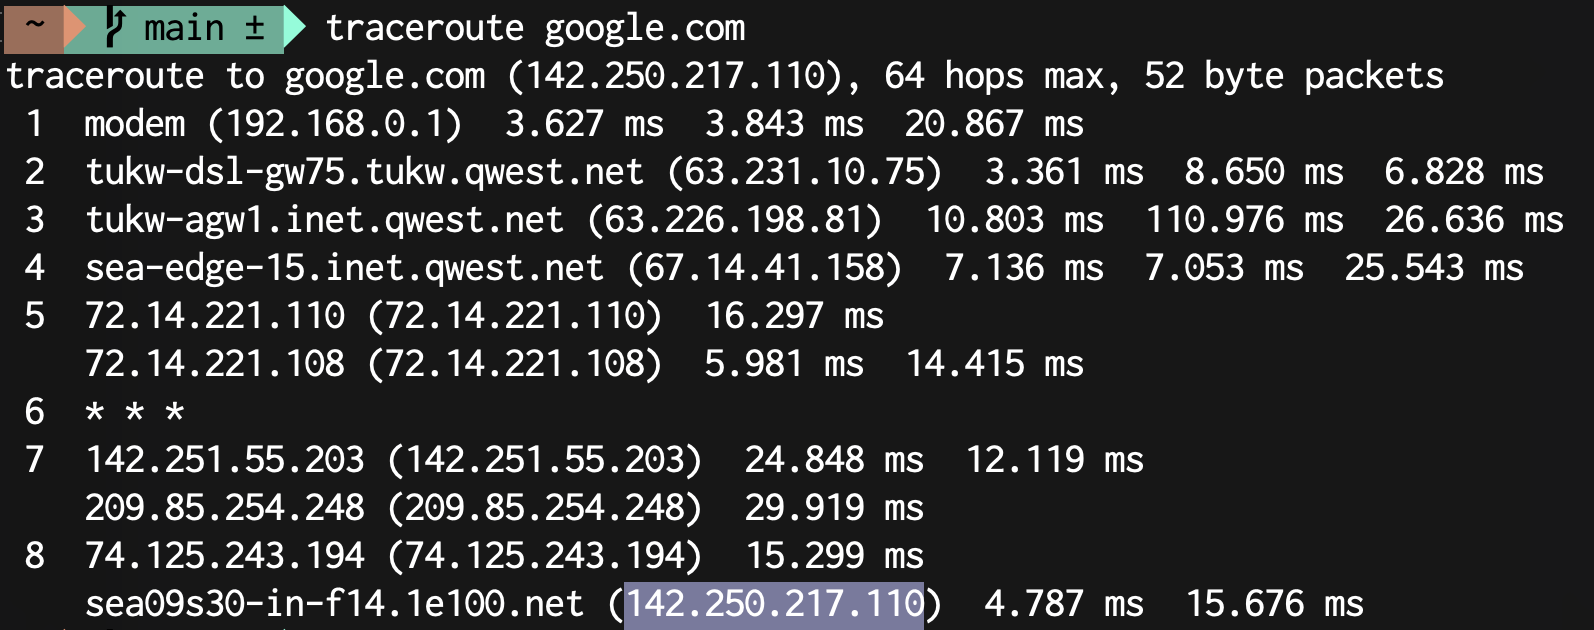 ~ main ± traceroute google.com
traceroute to google.com (142.250.217.110), 64 hops max, 52 byte packets
1 modem (192.168.0.1) 3.627 ms 3.843 ms 20.867 ms
2 tukw-dsl-gw75.tukw.qwest.net (63.231.10.75) 3.361 ms 8.650 ms 6.828 ms
3 tukw-agw1.inet.qwest.net (63.226.198.81) 10.803 ms 110.976 ms 26.636 ms
4 sea-edge-15.inet.qwest.net (67.14.41.158) 7.136 ms 7.053 ms 25.543 ms
5 72.14.221.110 (72.14.221.110) 16.297 ms
72.14.221.108 (72.14.221.108) 5.981 ms 14.415 ms
6 * * *
7 142.251.55.203 (142.251.55.203) 24.848 ms 12.119 ms
209.85.254.248 (209.85.254.248) 29.919 ms
8 74.125.243.194 (74.125.243.194) 15.299 ms
sea09s30-in-f14.1e100.net (142.250.217.110) 4.787 ms 15.676 ms